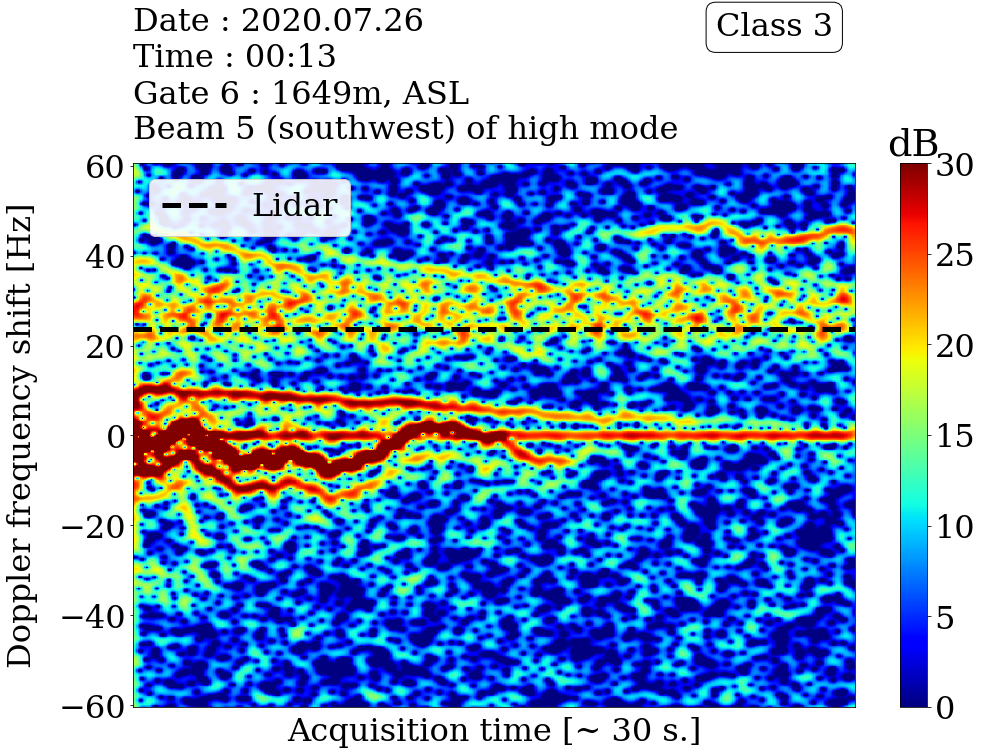 Date : 2020.07.26
Time : 00:13
Gate 6 : 1649m, ASL
Beam 5 (southwest) of high mode
Class 3
dB
Lidar
Doppler frequency shift [Hz]
60
40
20
0
−20
−40
−60
30
25
20
15
10
5
0
Acquisition time [~ 30 s.]